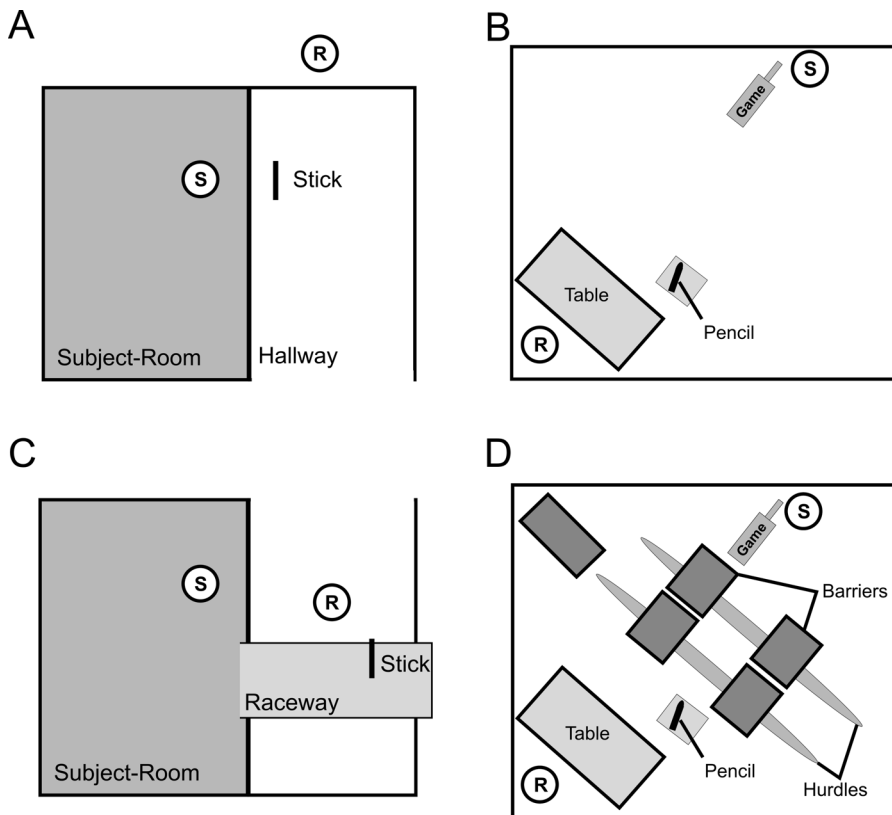 A
R
S
Stick
Subject-Room
Hallway
B
S
Game
Table
Pencil
R
C
S
R
Stick
Raceway
Subject-Room
D
S
Game
Barriers
Table
Pencil
R
Hurdles